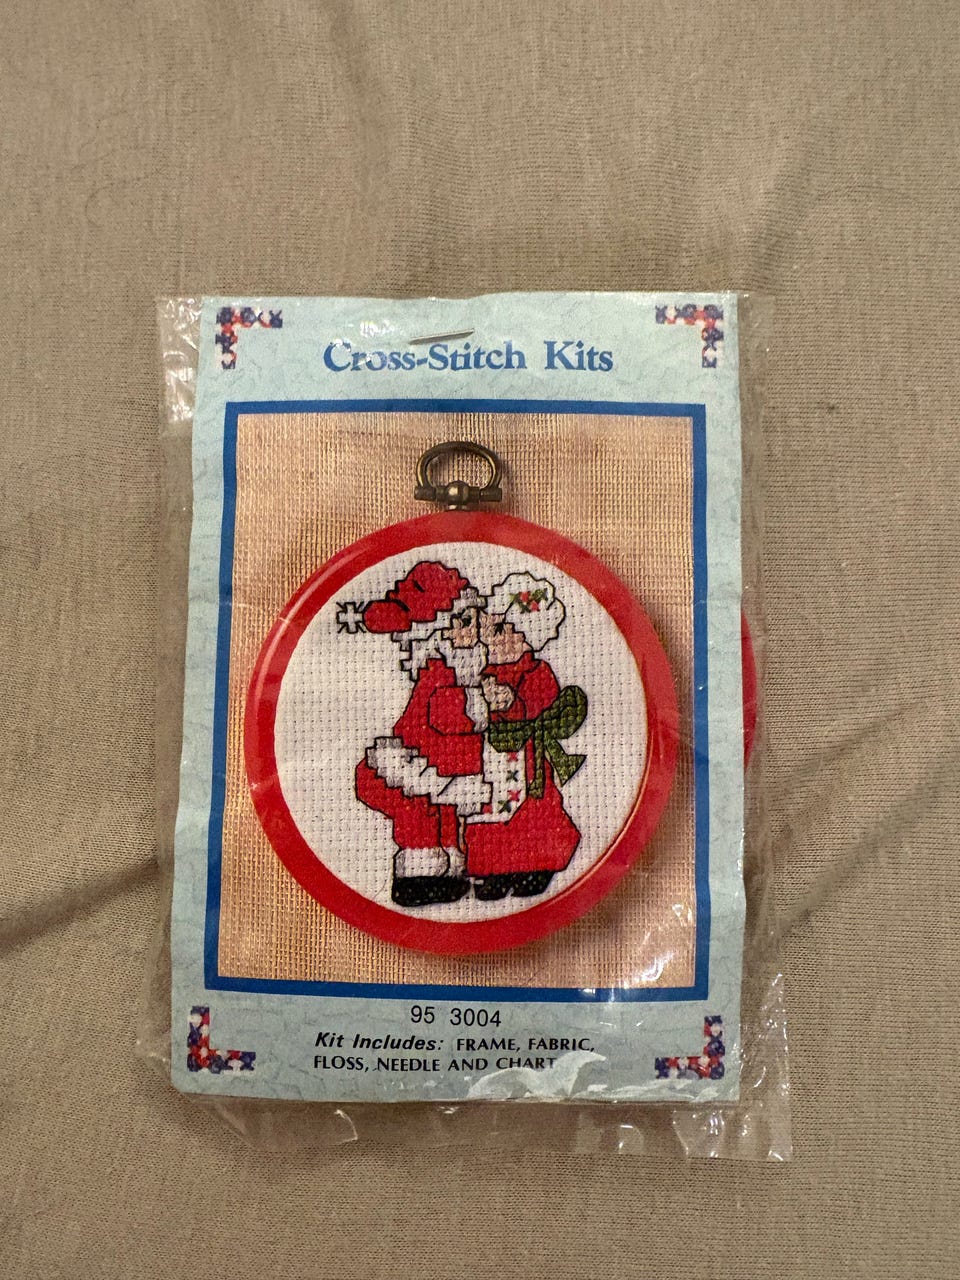 Cross-Stitch Kits
95 3004
Kit Includes: FRAME, FABRIC,
FLOSS, NEEDLE AND CHART